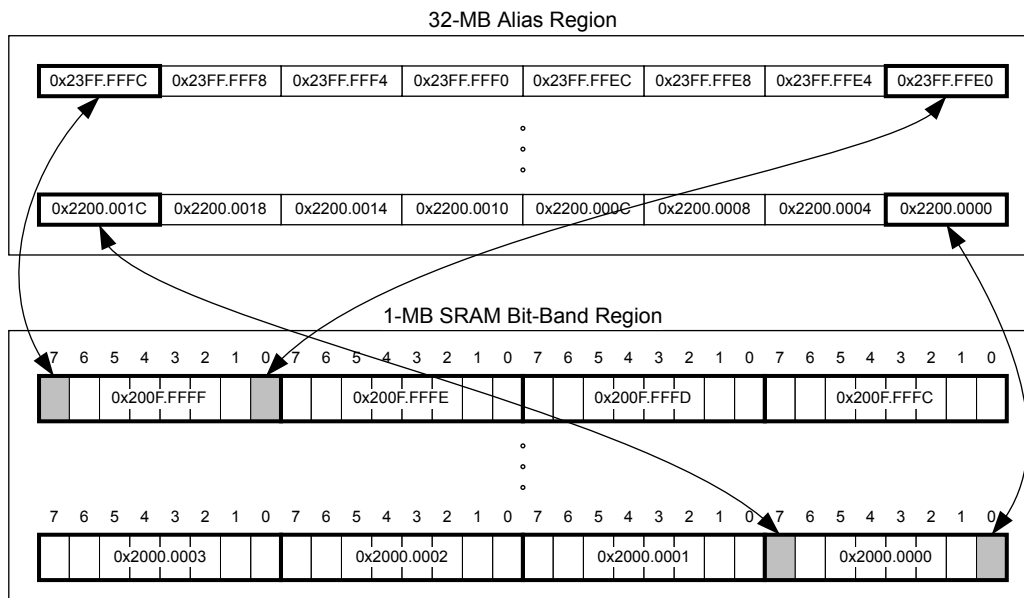 32-MB Alias Region
0x23FF.FFFC 0x23FF.FFF8 0x23FF.FFF4 0x23FF.FFF0 0x23FF.FFEC 0x23FF.FFE8 0x23FF.FFE4 0x23FF.FFE0
0x2200.001C 0x2200.0018 0x2200.0014 0x2200.0010 0x2200.000C 0x2200.0008 0x2200.0004 0x2200.0000
1-MB SRAM Bit-Band Region
7 6 5 4 3 2 1 0 7 6 5 4 3 2 1 0 7 6 5 4 3 2 1 0 7 6 5 4 3 2 1 0
0x200F.FFFF 0x200F.FFFE 0x200F.FFFD 0x200F.FFFC
7 6 5 4 3 2 1 0 7 6 5 4 3 2 1 0 7 6 5 4 3 2 1 0 7 6 5 4 3 2 1 0
0x2000.0003 0x2000.0002 0x2000.0001 0x2000.0000